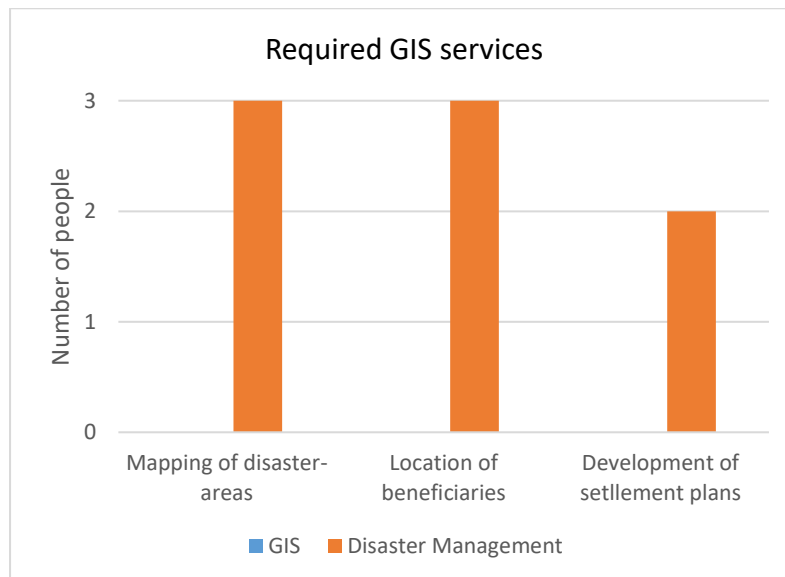 Required GIS services
Number of people
3
2
1
0
Mapping of disaster-
areas
Location of
beneficiaries
Development of
setllement plans
GIS Disaster Management